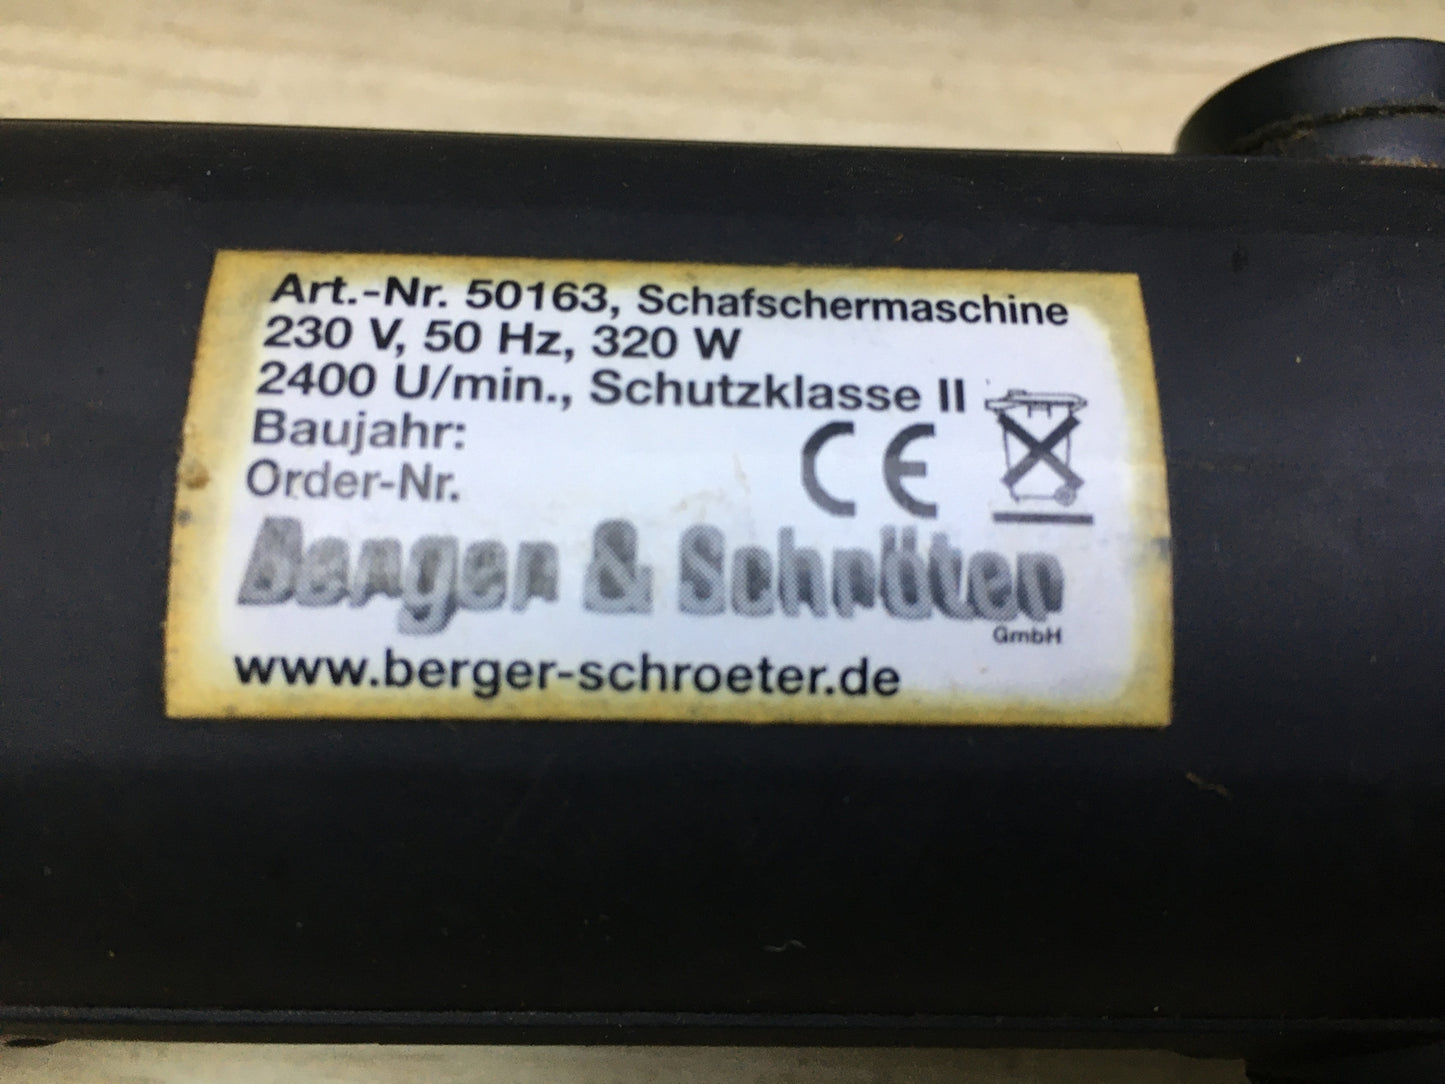 Art.-Nr. 50163, Schafschermaschine
230 V, 50 Hz, 320 W
2400 U/min., Schutzklasse II
Baujahr:
Order-Nr.
CE
Berger & Schröter
GmbH
www.berger-schroeter.de